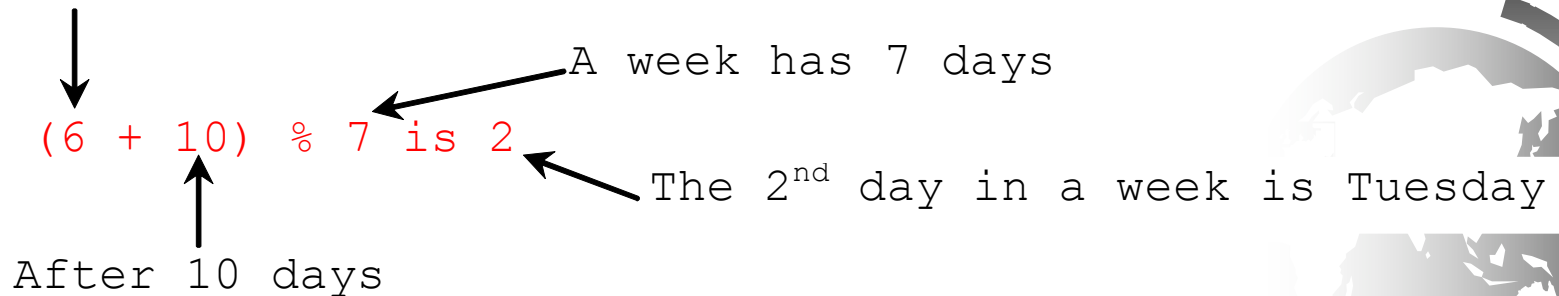 A week has 7 days
(6 + 10) % 7 is 2
The 2nd day in a week is Tuesday
After 10 days